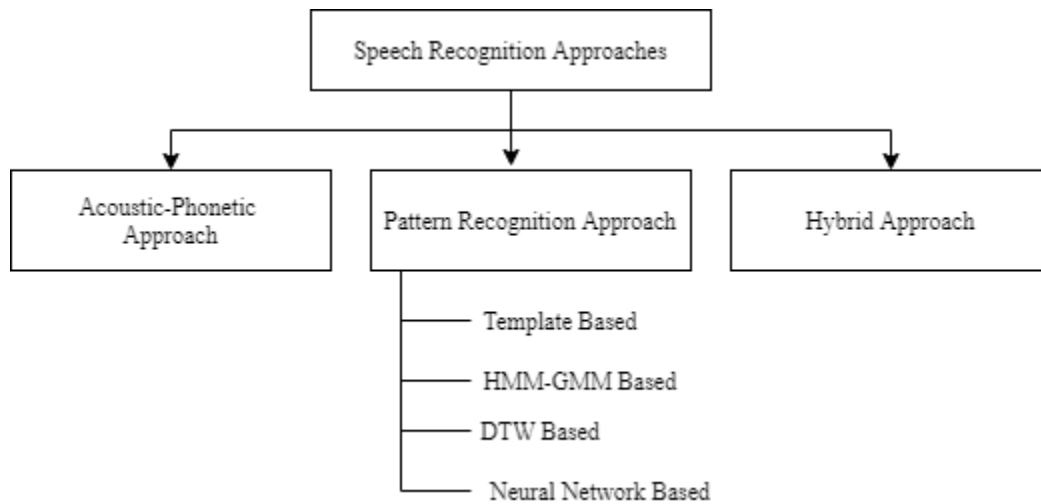 Speech Recognition Approaches
Acoustic-Phonetic
Approach
Pattern Recognition Approach
Hybrid Approach
Template Based
HMM-GMM Based
DTW Based
Neural Network Based